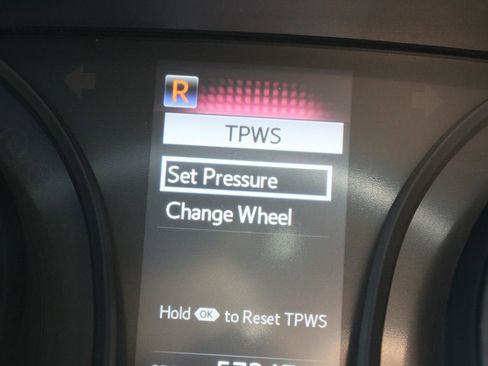 R
TPWS
Set Pressure
Change Wheel
Hold OK to Reset TPWS